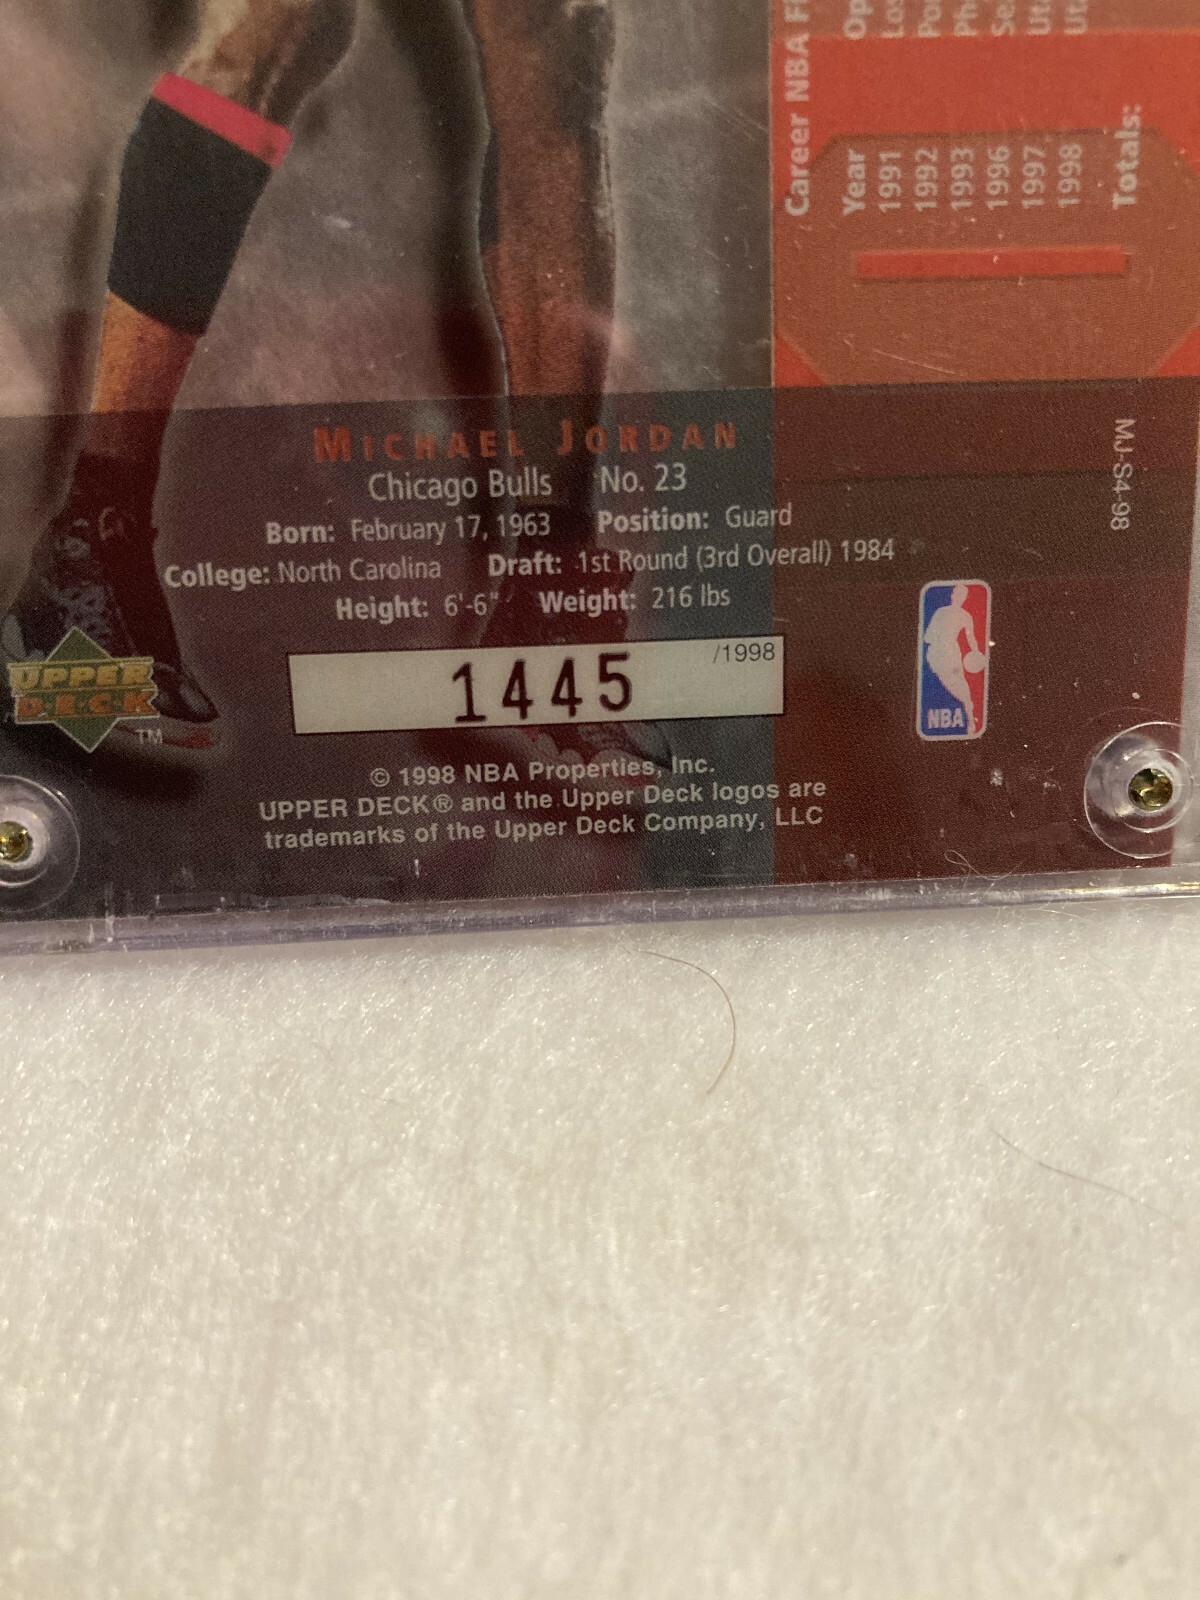 Career NBA
Year
1991
1992
1993
1996
1997
1998
Totals:
MICHAEL JORDAN
Chicago Bulls No. 23
Born: February 17, 1963 Position: Guard
College: North Carolina Draft: 1st Round (3rd Overall) 1984
Height: 6'-6" Weight: 216 lbs
1445 /1998
© 1998 NBA Properties, Inc.
UPPER DECK® and the Upper Deck logos are
trademarks of the Upper Deck Company, LLC
UPPER
DECK
TM
MJ-S4-98
NBA